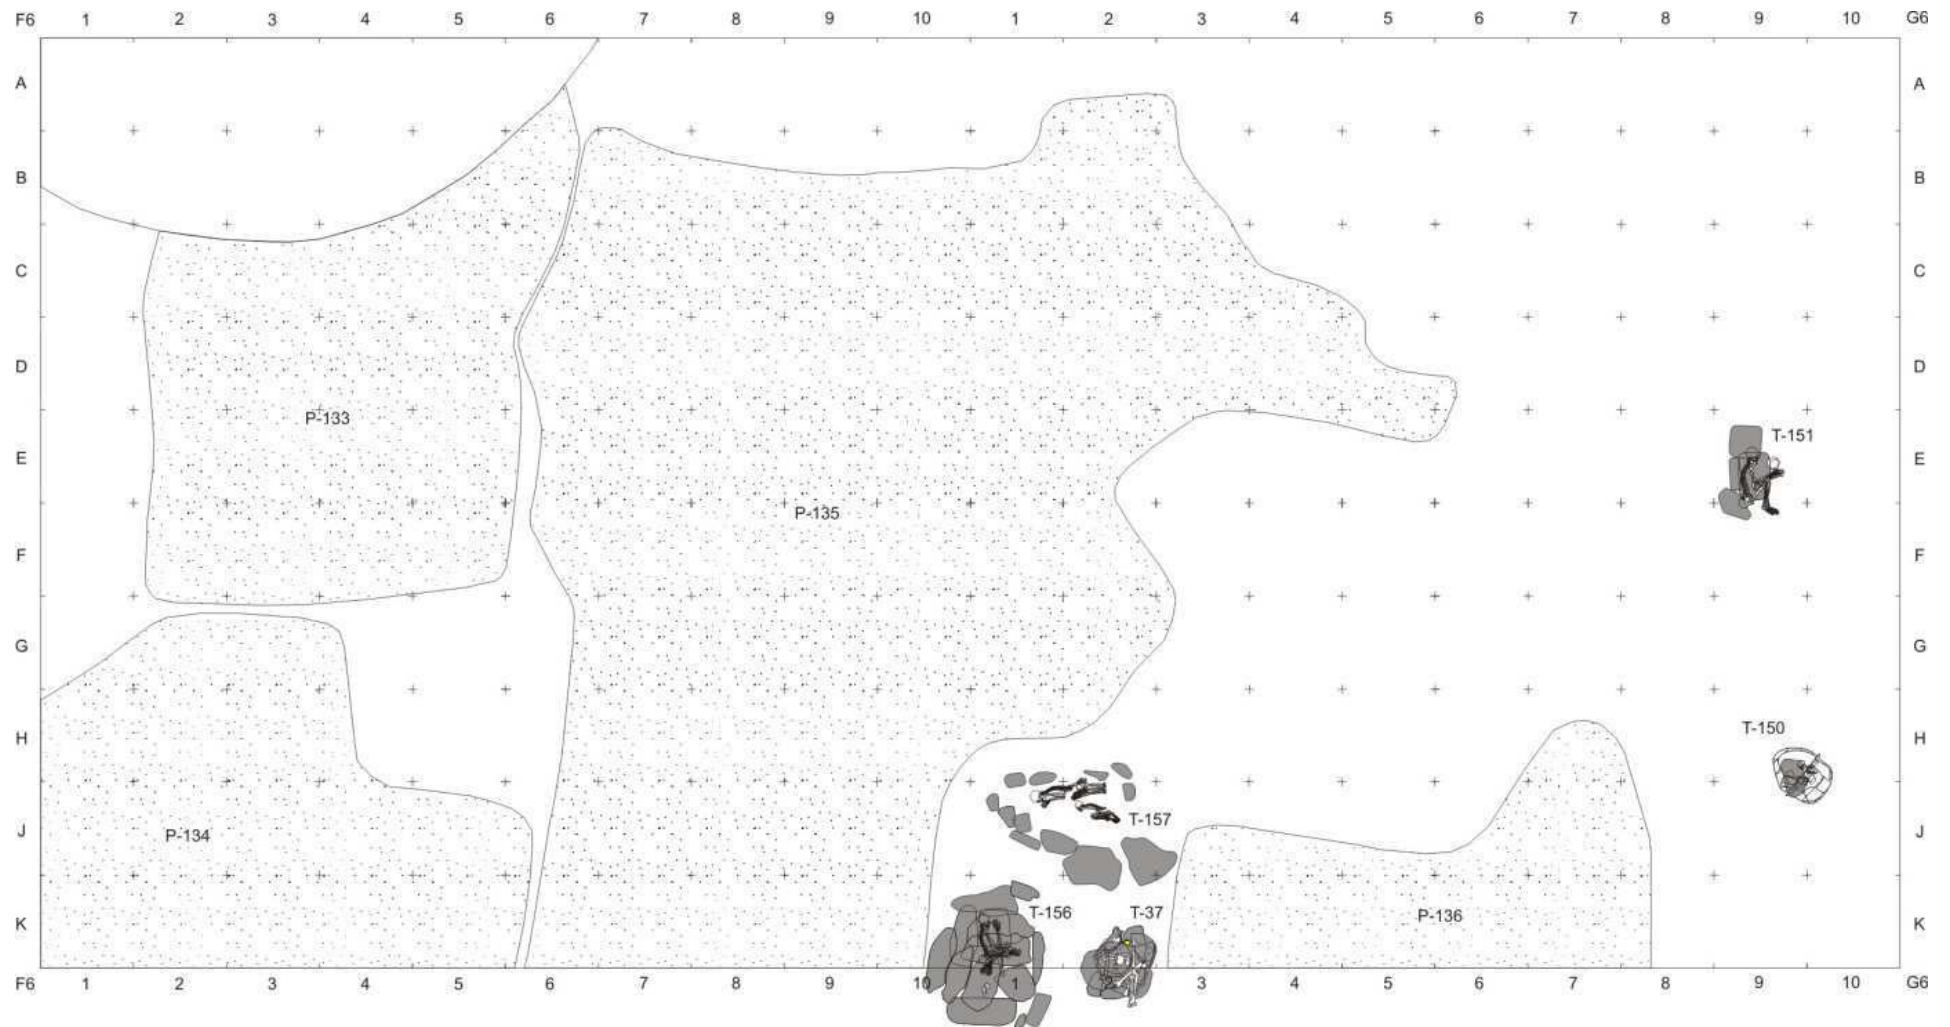 F6 1 2 3 4 5 6 7 8 9 10 1 2 3 4 5 6 7 8 9 10 G6
A A
B B
C C
D D
P-133
T-151
E E
P-135
F F
G G
T-150
H H
T-157
J J
P-134
T-156 T-37 P-136
K K
F6 1 2 3 4 5 6 7 8 9 10 1 2 3 4 5 6 7 8 9 10 G6